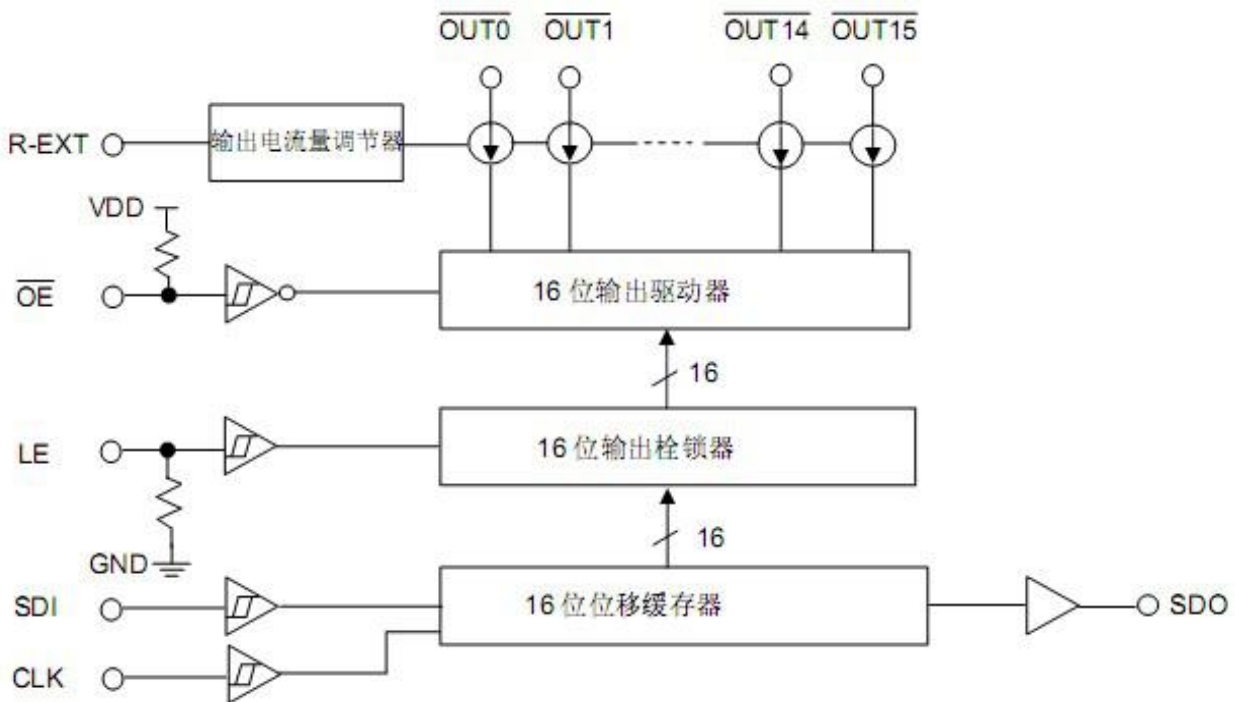 OUT0 OUT1 OUT14 OUT15
R-EXT 输出电流量调节器
VDD
OE 16 位输出驱动器
16
LE 16 位输出栓锁器
16
GND
SDI 16 位位移缓存器 SDO
CLK